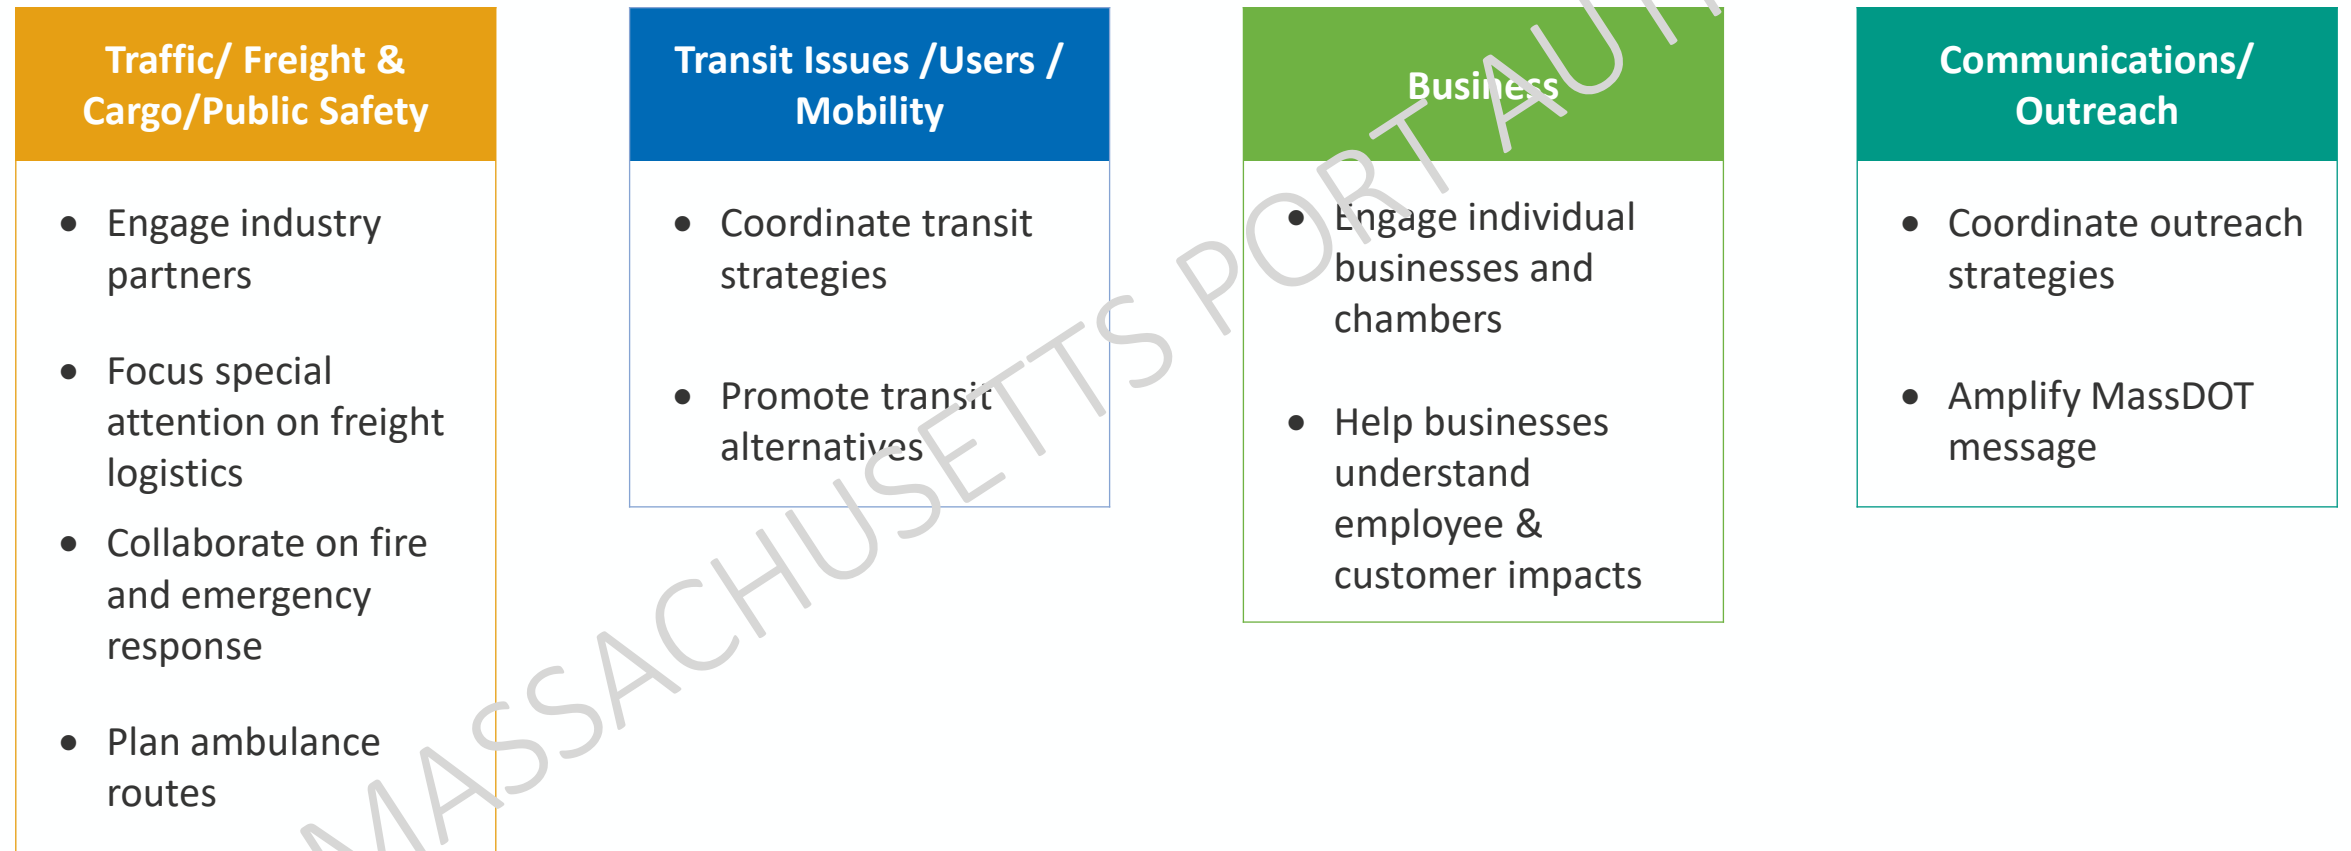 Traffic/ Freight &
Cargo/Public Safety
• Engage industry
partners
• Focus special
attention on freight
logistics
• Collaborate on fire
and emergency
response
• Plan ambulance
routes
Transit Issues /Users /
Mobility
• Coordinate transit
strategies
• Promote transit
alternatives
Business
• Engage individual
businesses and
chambers
• Help businesses
understand
employee &
customer impacts
Communications/
Outreach
• Coordinate outreach
strategies
• Amplify MassDOT
message
MASSACHUSETTS PORT